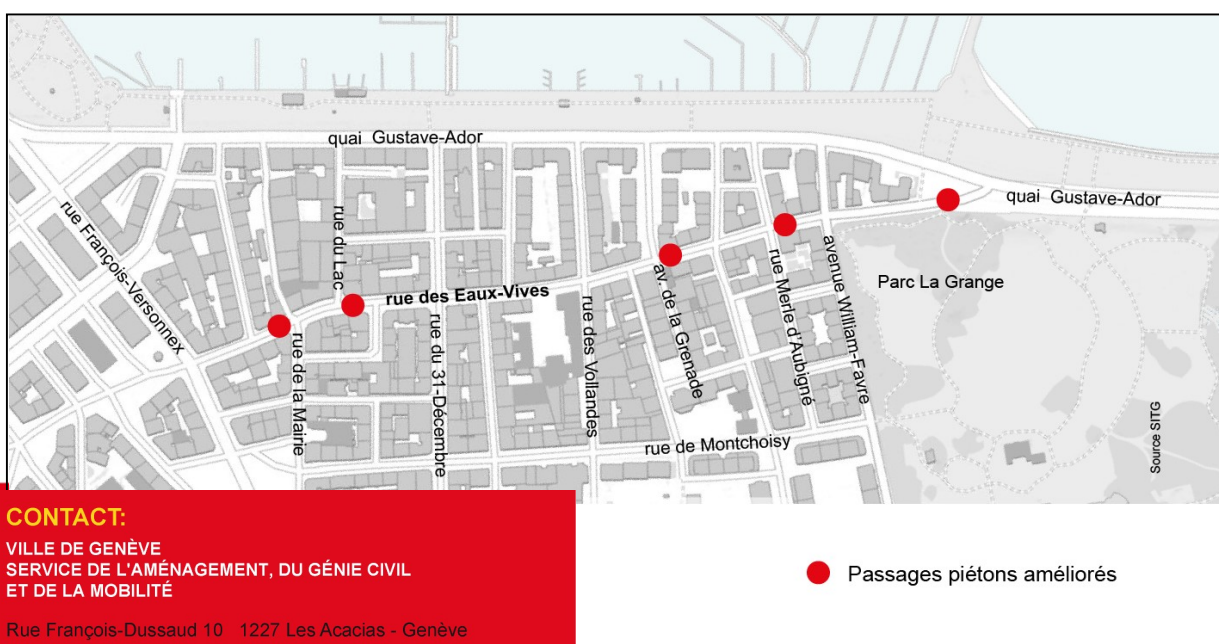 quai Gustave-Ador
quai Gustave-Ador
rue François-Versonnex
rue du Lac
rue des Eaux-Vives
rue de la Mairie
rue du 31-Décembre
rue des Vollandes
av. de la Grenade
rue Merle d'Aubigné
avenue William-Favre
Parc La Grange
rue de Montchoisy
Source SITG
CONTACT:
VILLE DE GENÈVE
SERVICE DE L'AMÉNAGEMENT, DU GÉNIE CIVIL
ET DE LA MOBILITÉ
Rue François-Dussaud 10 1227 Les Acacias - Genève
Passages piétons améliorés